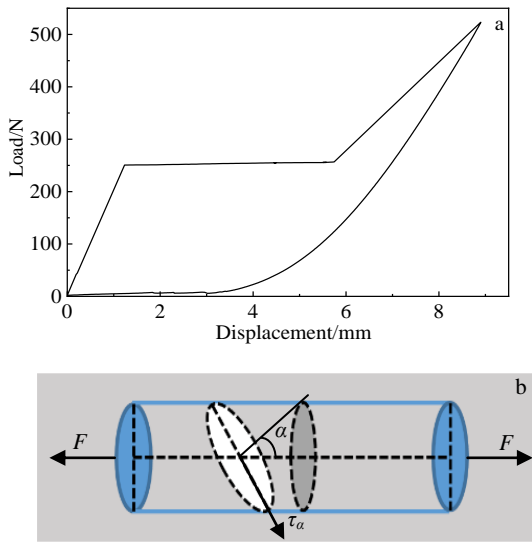 a
500
400
300
200
100
0
Load/N
0 2 4 6 8
Displacement/mm
b
F α F
τα